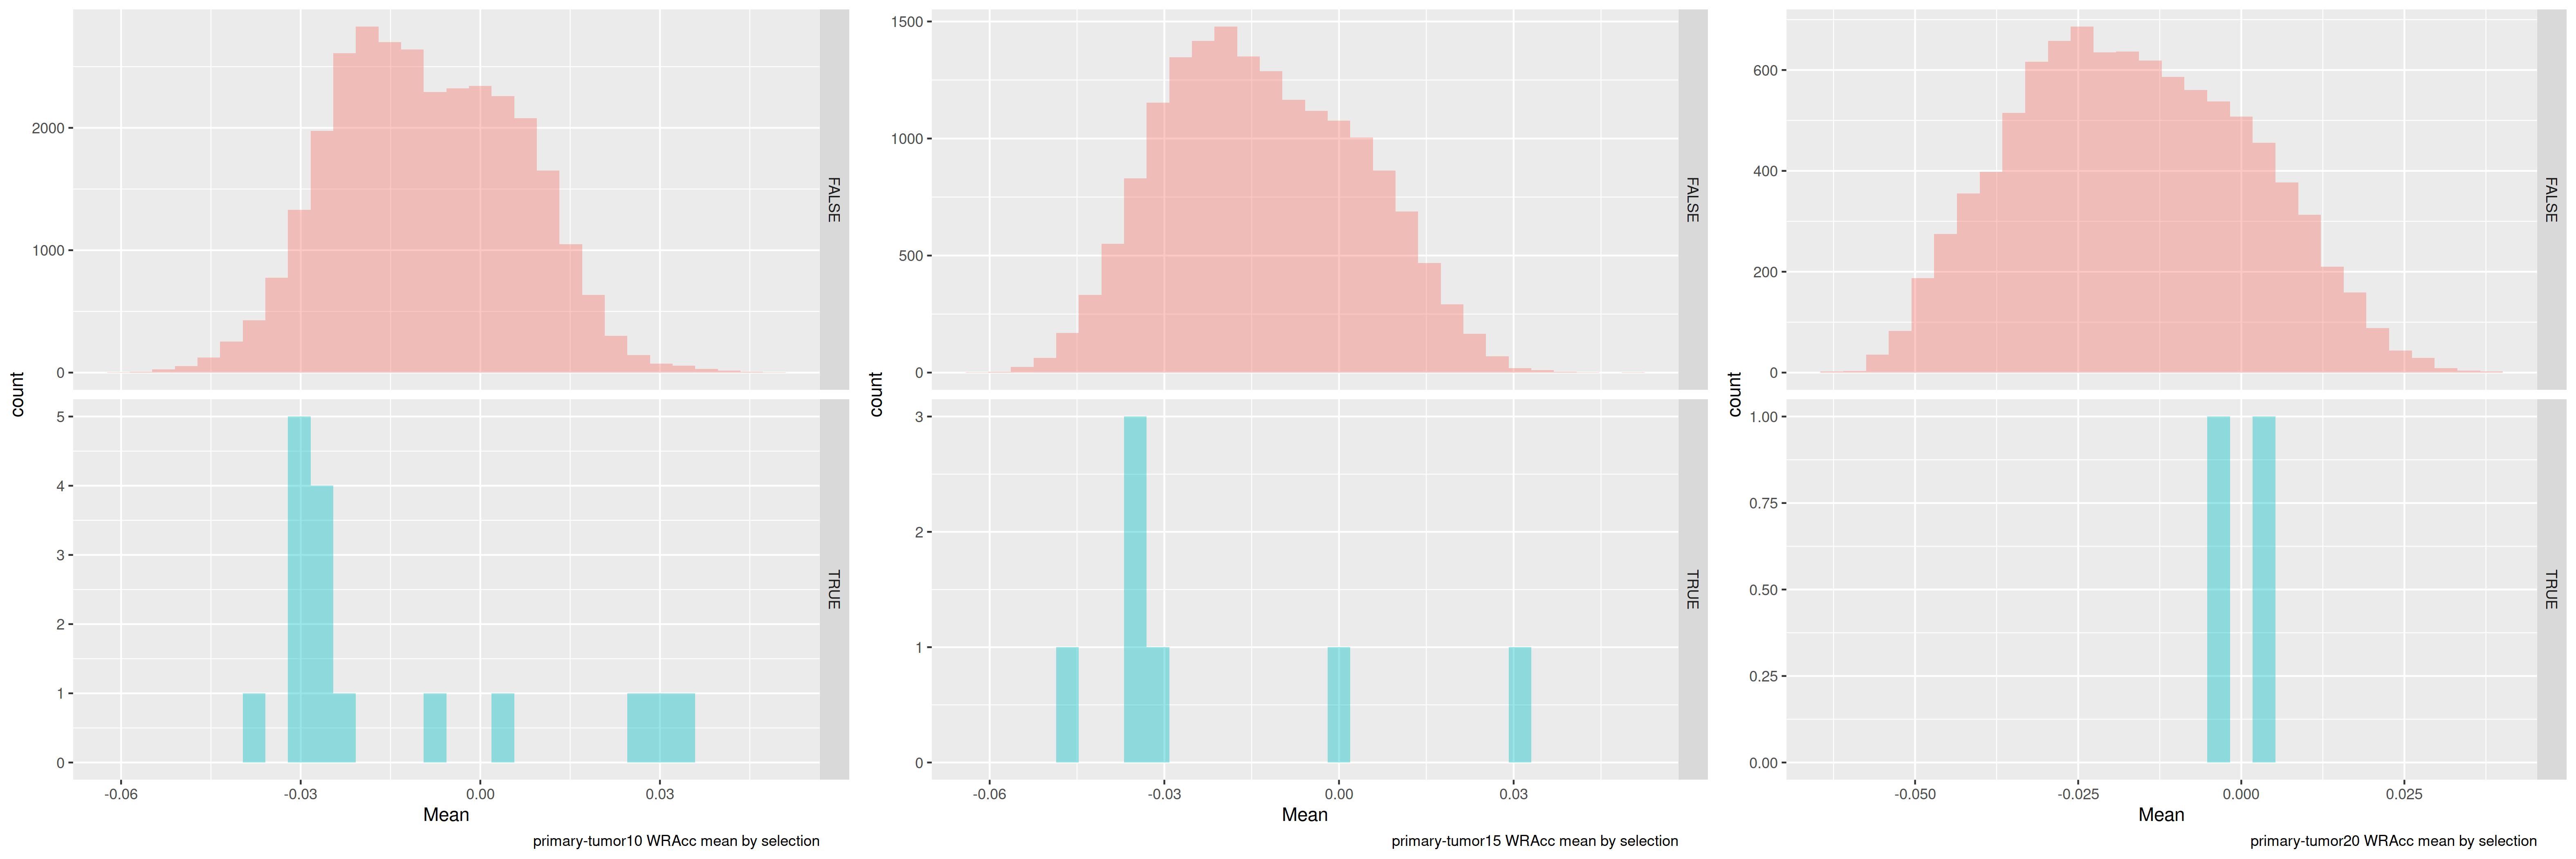 count
2000
1000
0
FALSE
5
4
3
2
1
0
TRUE
-0.06 -0.03 0.00 0.03
Mean
primary-tumor10 WRAcc mean by selection
count
1500
1000
500
0
FALSE
3
2
1
0
TRUE
-0.06 -0.03 0.00 0.03
Mean
primary-tumor15 WRAcc mean by selection
count
600
400
200
0
FALSE
1.00
0.75
0.50
0.25
0.00
TRUE
-0.050 -0.025 0.000 0.025
Mean
primary-tumor20 WRAcc mean by selection